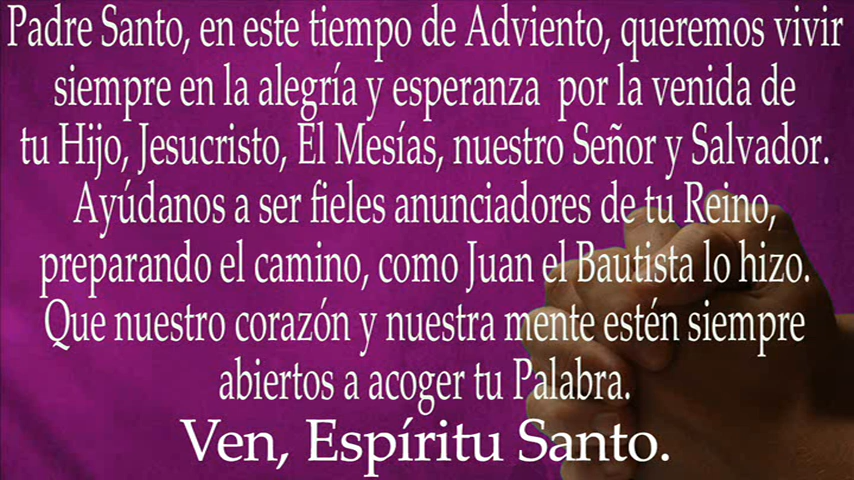 Padre Santo, en este tiempo de Adviento, queremos vivir
siempre en la alegría y esperanza por la venida de
tu Hijo, Jesucristo, El Mesías, nuestro Señor y Salvador.
Ayúdanos a ser fieles anunciadores de tu Reino,
preparando el camino, como Juan el Bautista lo hizo.
Que nuestro corazón y nuestra mente estén siempre
abiertos a acoger tu Palabra.
Ven, Espíritu Santo.